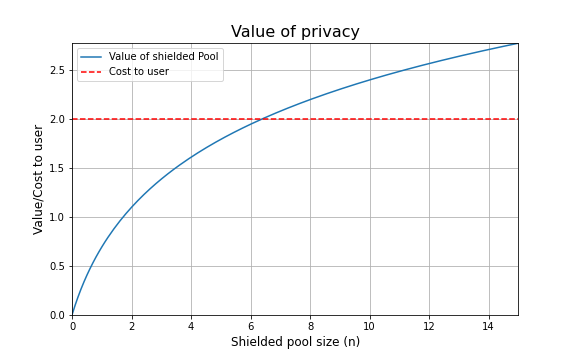 Value of privacy
Value of shielded Pool
Cost to user
Value/Cost to user
2.5
2.0
1.5
1.0
0.5
0.0
0 2 4 6 8 10 12 14
Shielded pool size (n)